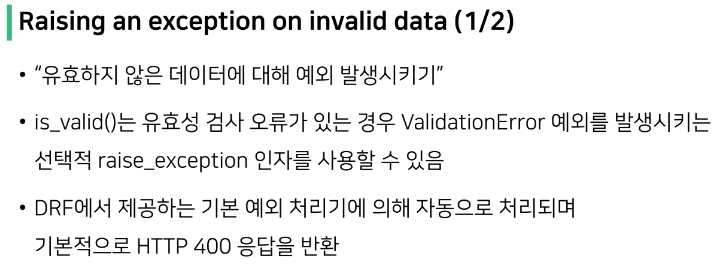 Raising an exception on invalid data (1/2)
• “유효하지 않은 데이터에 대해 예외 발생시키기”
• is_valid()는 유효성 검사 오류가 있는 경우 ValidationError 예외를 발생시키는
선택적 raise_exception 인자를 사용할 수 있음
• DRF에서 제공하는 기본 예외 처리기에 의해 자동으로 처리되며
기본적으로 HTTP 400 응답을 반환